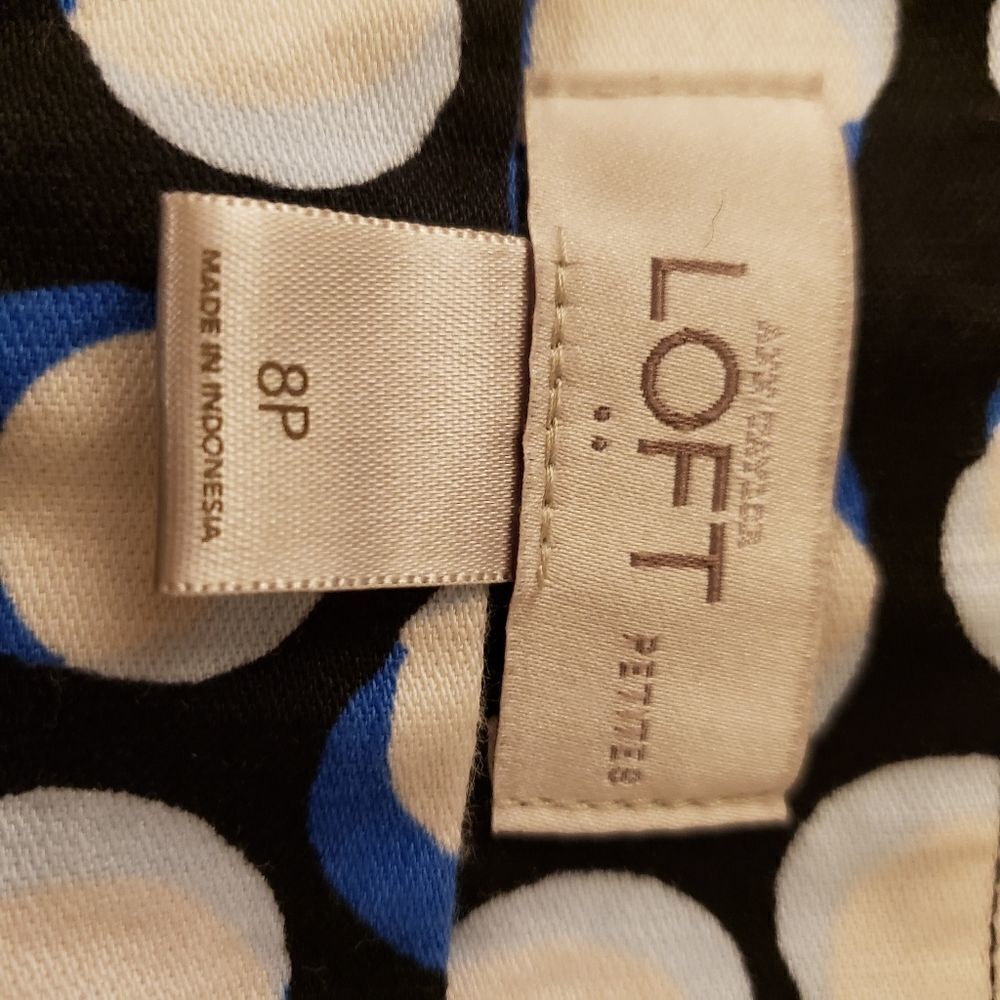 ANN TAYLOR
LOFT
PETITES
8P
MADE IN INDONESIA